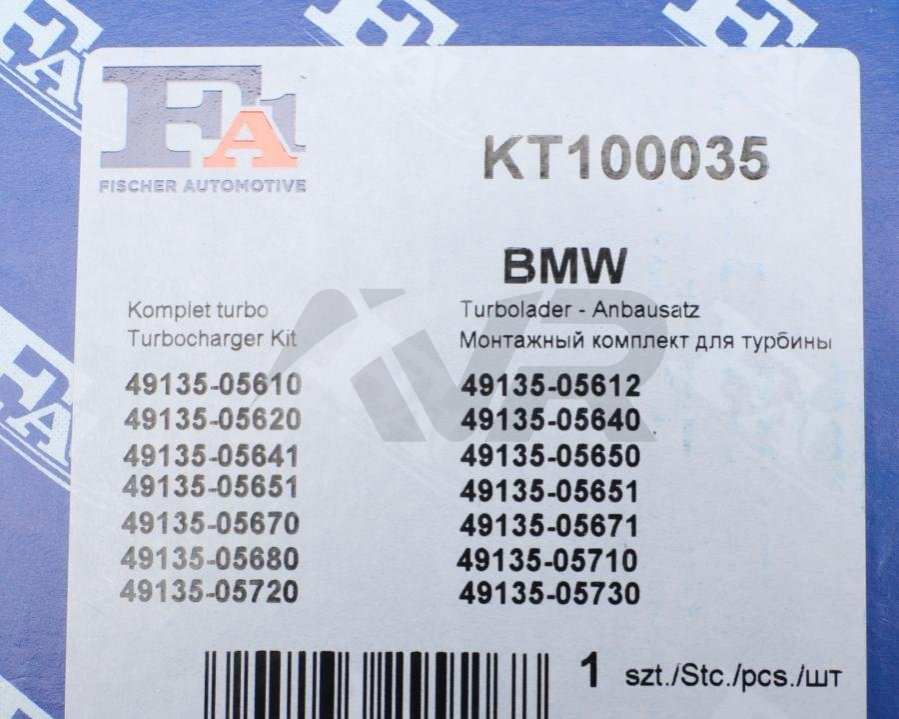 FA1
FISCHER AUTOMOTIVE
KT100035
BMW
Komplet turbo
Turbocharger Kit
Turbolader - Anbausatz
Монтажный комплект для турбины
49135-05610 49135-05612
49135-05620 49135-05640
49135-05641 49135-05650
49135-05651 49135-05651
49135-05670 49135-05671
49135-05680 49135-05710
49135-05720 49135-05730
1 szt./Stc./pcs./шт